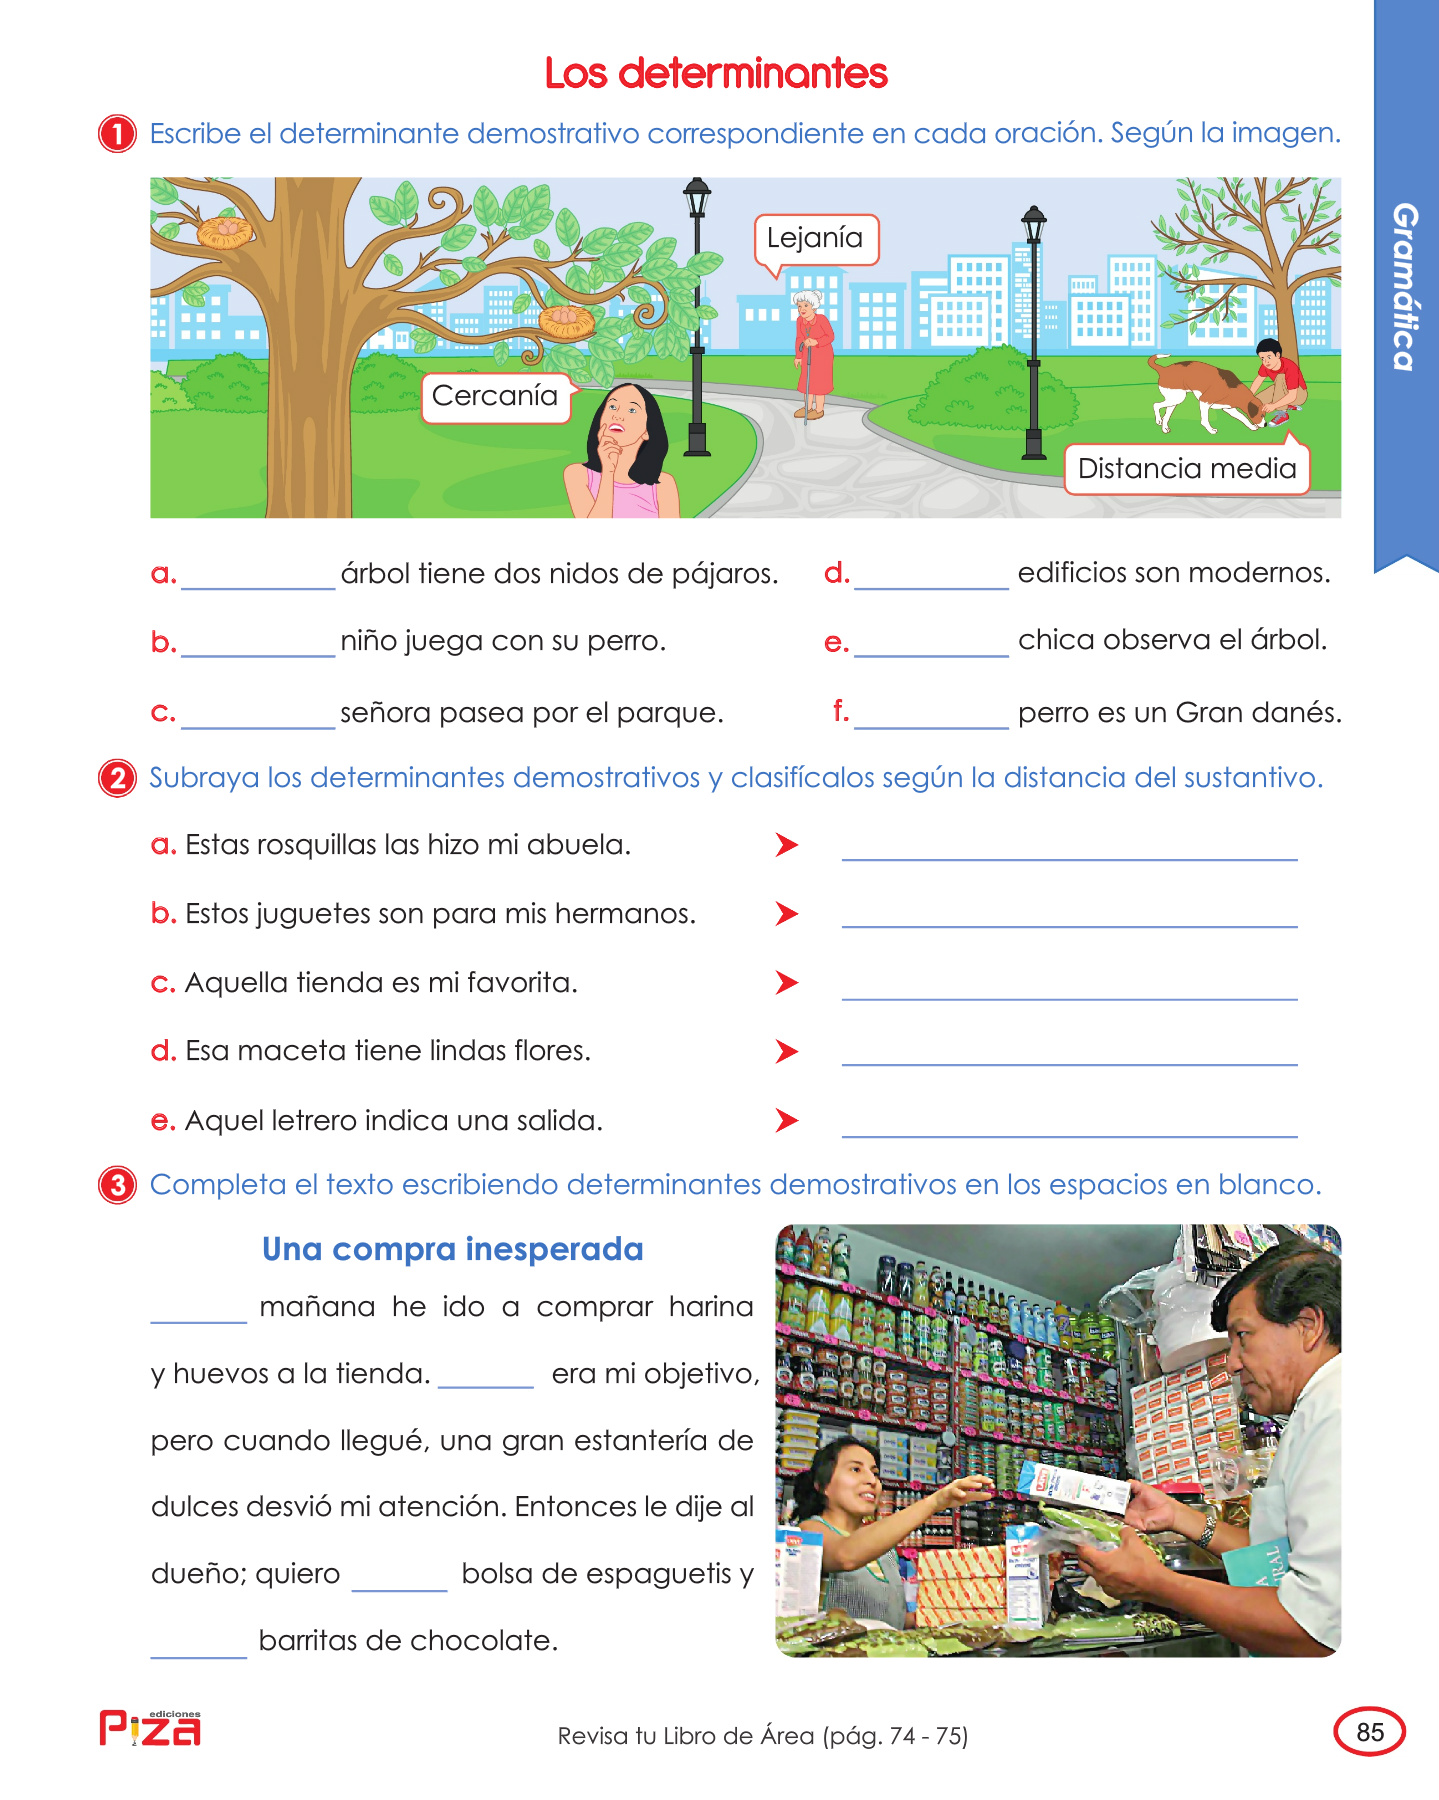 Los determinantes
Gramática
1 Escribe el determinante demostrativo correspondiente en cada oración. Según la imagen.
Lejanía
Cercanía
Distancia media
a. __________ árbol tiene dos nidos de pájaros.
b. __________ niño juega con su perro.
c. __________ señora pasea por el parque.
d. __________ edificios son modernos.
e. __________ chica observa el árbol.
f. __________ perro es un Gran danés.
2 Subraya los determinantes demostrativos y clasifícalos según la distancia del sustantivo.
a. Estas rosquillas las hizo mi abuela.
b. Estos juguetes son para mis hermanos.
c. Aquella tienda es mi favorita.
d. Esa maceta tiene lindas flores.
e. Aquel letrero indica una salida.
3 Completa el texto escribiendo determinantes demostrativos en los espacios en blanco.
Una compra inesperada
______ mañana he ido a comprar harina
y huevos a la tienda. ______ era mi objetivo,
pero cuando llegué, una gran estantería de
dulces desvió mi atención. Entonces le dije al
dueño; quiero ______ bolsa de espaguetis y
______ barritas de chocolate.
ediciones
Piza
Revisa tu Libro de Área (pág. 74 - 75)
85